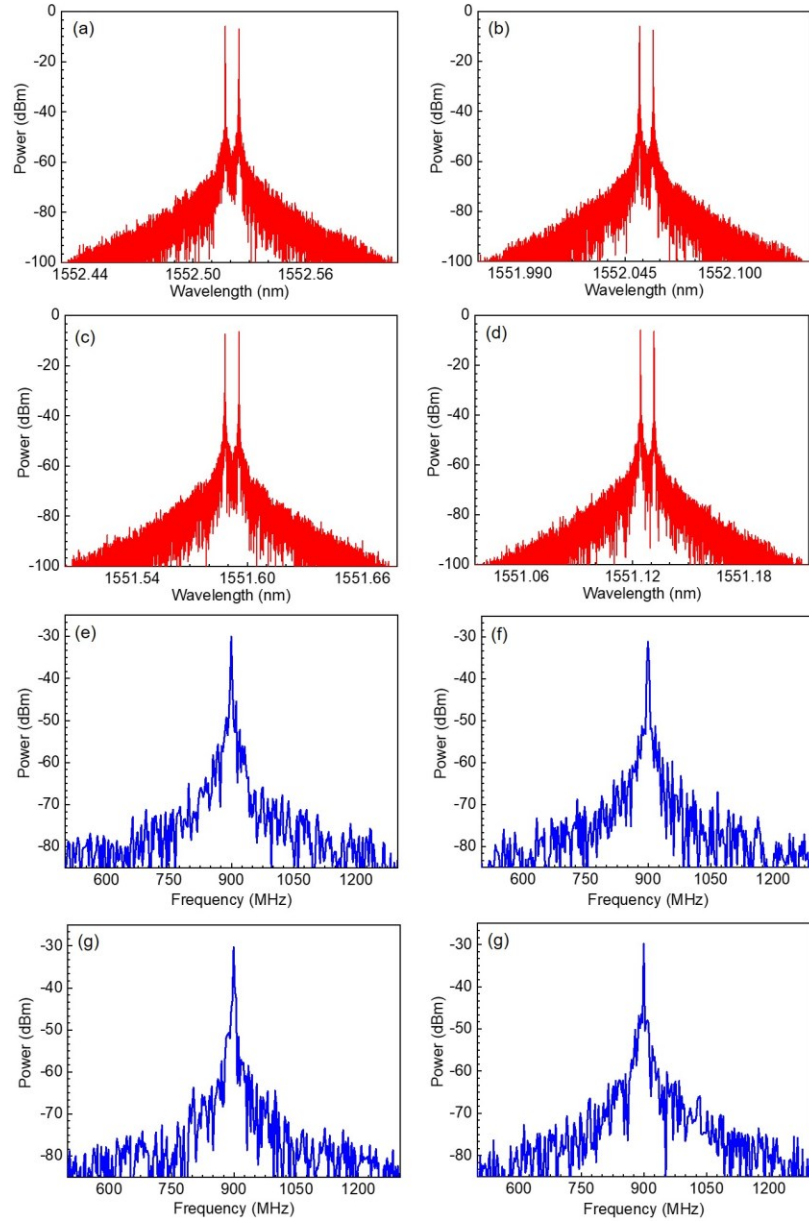 (a)
Power (dBm)
0
-20
-40
-60
-80
-100
1552.44 1552.50 1552.56
Wavelength (nm)
(b)
Power (dBm)
0
-20
-40
-60
-80
-100
1551.990 1552.045 1552.100
Wavelength (nm)
(c)
Power (dBm)
0
-20
-40
-60
-80
-100
1551.54 1551.60 1551.66
Wavelength (nm)
(d)
Power (dBm)
0
-20
-40
-60
-80
-100
1551.06 1551.12 1551.18
Wavelength (nm)
(e)
Power (dBm)
-30
-40
-50
-60
-70
-80
600 750 900 1050 1200
Frequency (MHz)
(f)
Power (dBm)
-30
-40
-50
-60
-70
-80
600 750 900 1050 1200
Frequency (MHz)
(g)
Power (dBm)
-30
-40
-50
-60
-70
-80
600 750 900 1050 1200
Frequency (MHz)
(g)
Power (dBm)
-30
-40
-50
-60
-70
-80
600 750 900 1050 1200
Frequency (MHz)